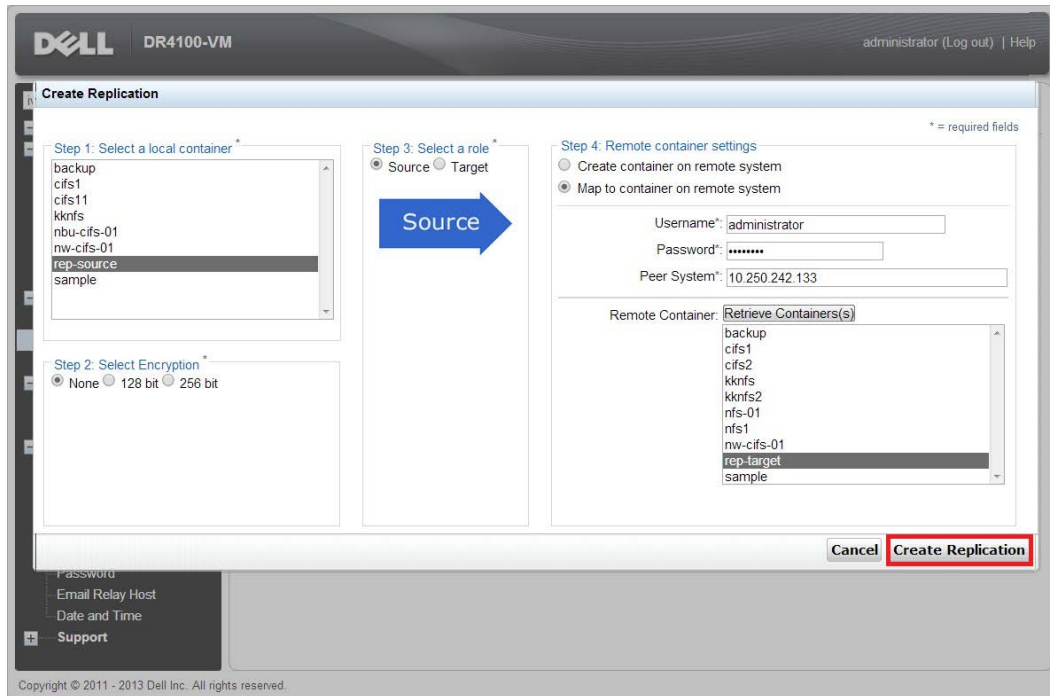 DELL DR4100-VM administrator (Log out) | Help
Create Replication
* = required fields
Step 1: Select a local container *
backup
cifs1
cifs11
kknfs
nbu-cifs-01
nw-cifs-01
rep-source
sample
Step 2: Select Encryption *
None 128 bit 256 bit
Step 3: Select a role *
Source Target
Source
Step 4: Remote container settings
Create container on remote system
Map to container on remote system
Username*: administrator
Password*: ••••••••
Peer System*: 10.250.242.133
Remote Container: Retrieve Containers(s)
backup
cifs1
cifs2
kknfs
kknfs2
nfs-01
nfs1
nw-cifs-01
rep-target
sample
Cancel Create Replication
Password
Email Relay Host
Date and Time
Support
Copyright © 2011 - 2013 Dell Inc. All rights reserved.